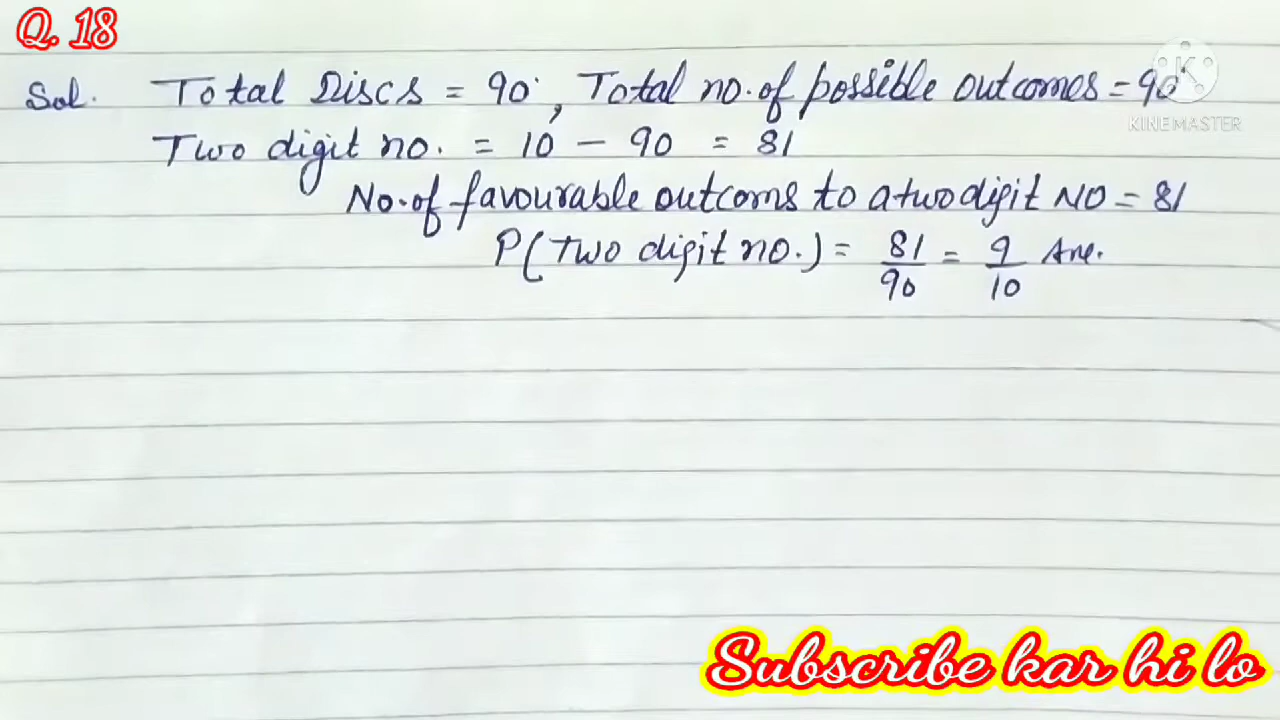 Q. 18
Sol. Total Discs = 90, Total no. of possible outcomes = 90
KINEMASTER
Two digit no. = 10 - 90 = 81
No. of favourable outcoms to a two digit NO = 81
P(Two digit no.) = 81/90 = 9/10 Ans.
Subscribe kar hi lo